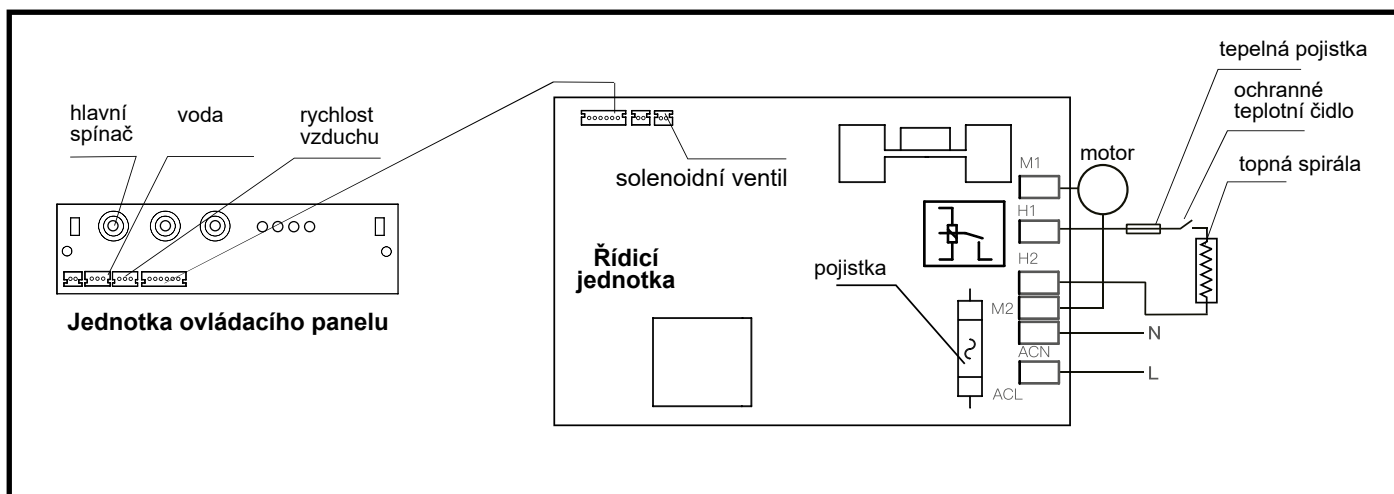 tepelná pojistka
ochranné
teplotní čidlo
topná spirála
hlavní
spínač
voda
rychlost
vzduchu
solenoidní ventil
M1
motor
H1
H2
Řídicí
jednotka
pojistka
M2
N
ACN
L
ACL
Jednotka ovládacího panelu